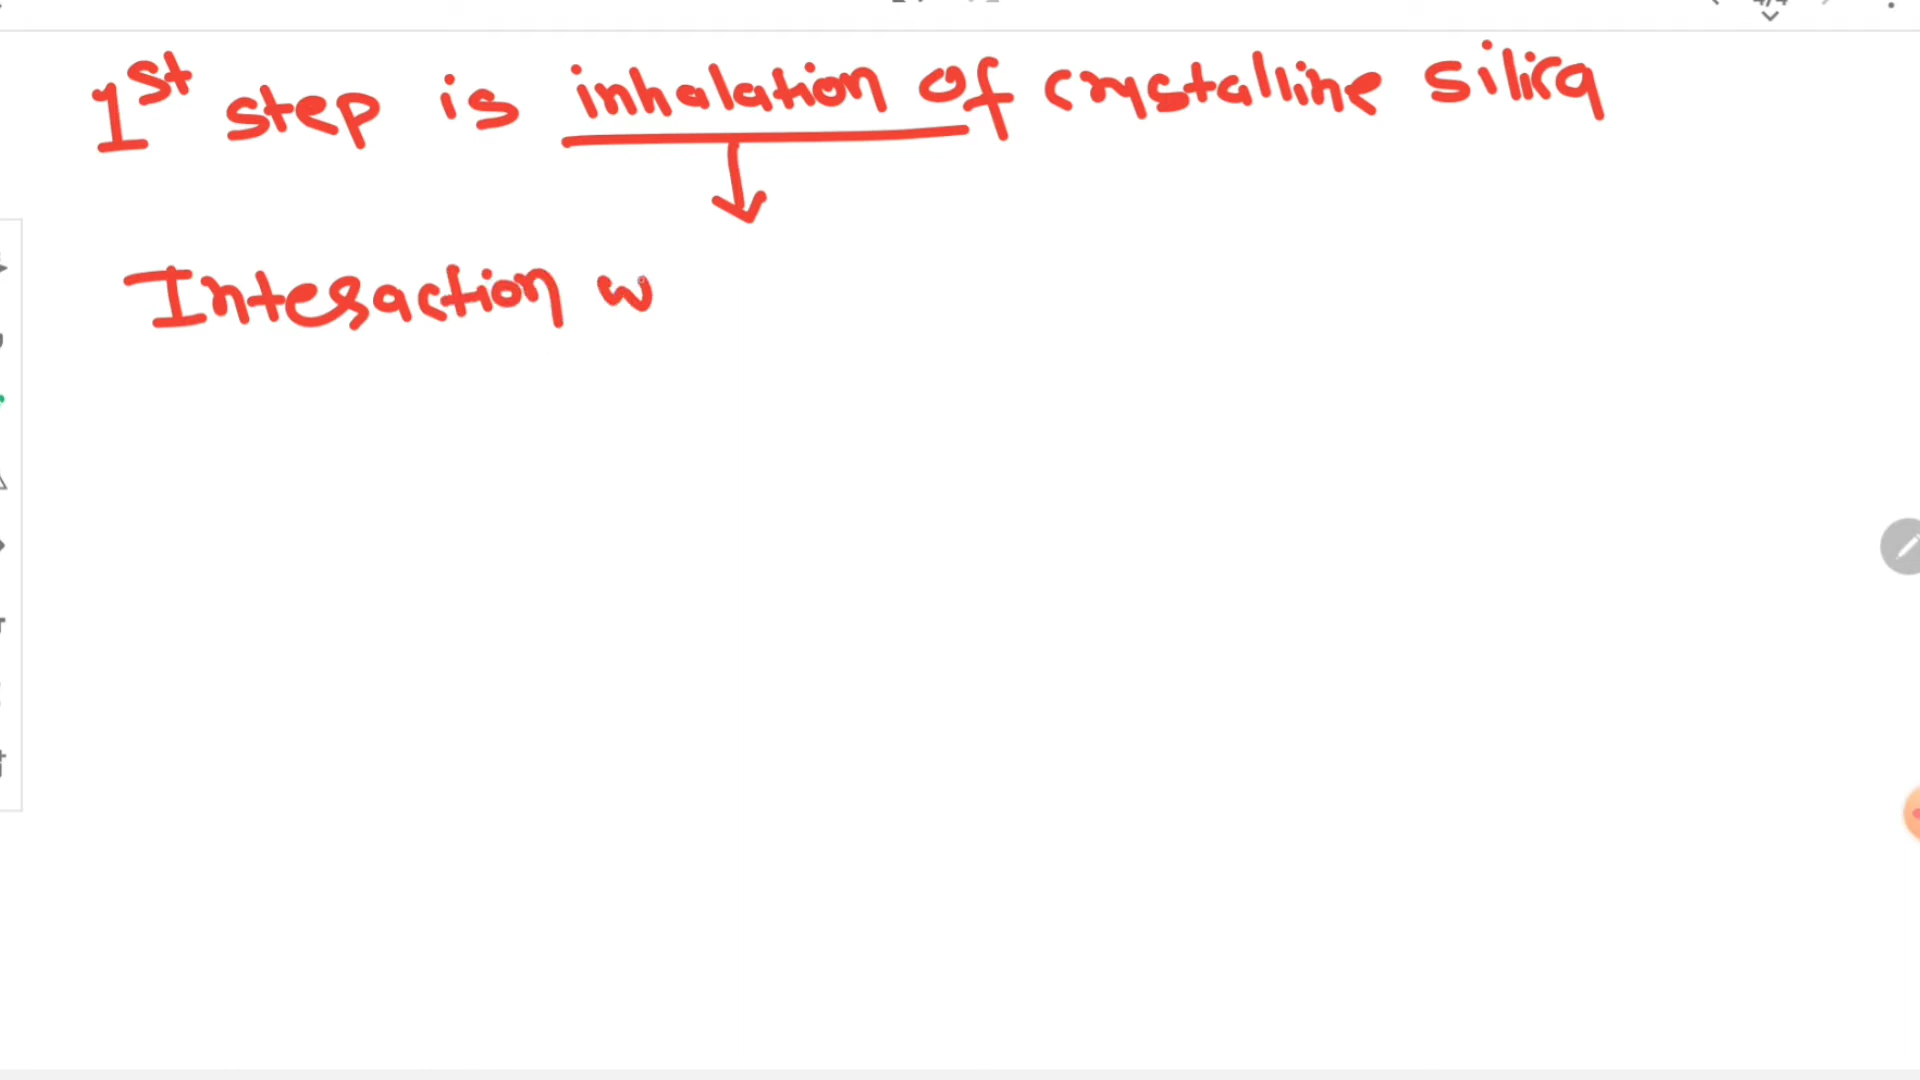 1st step is inhalation of crystalline silica
Interaction w